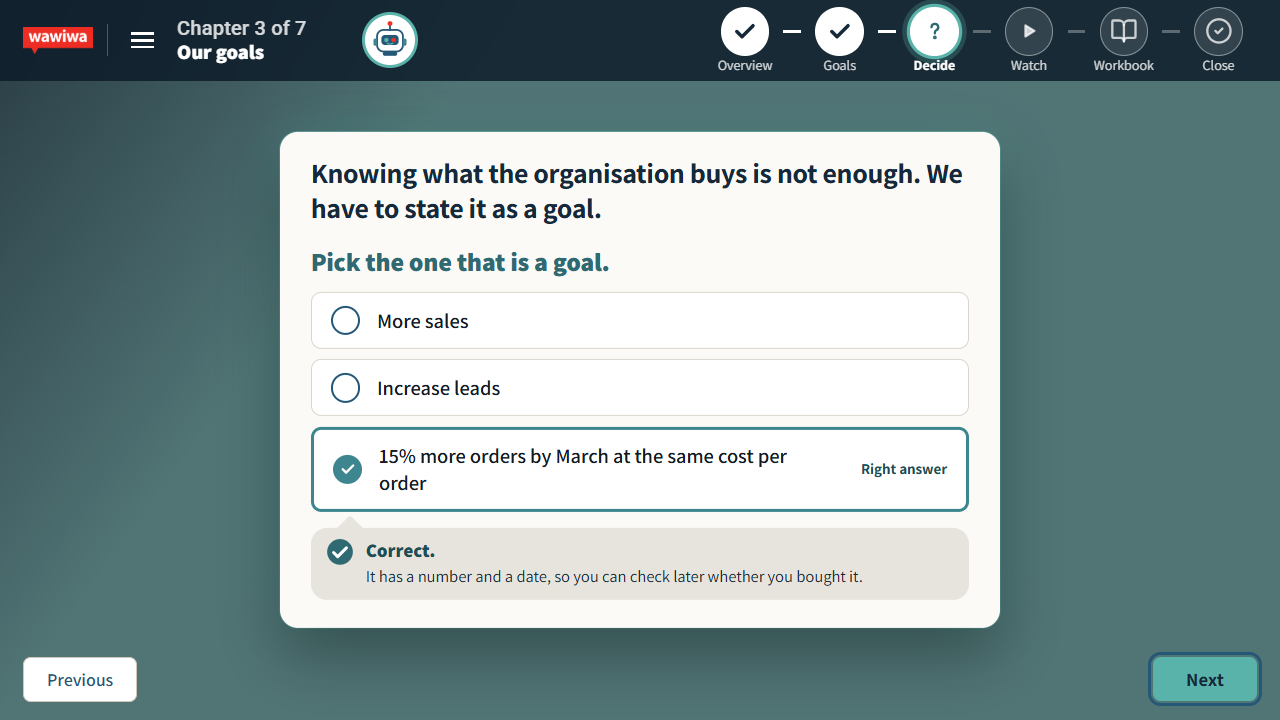 wawiwa
Chapter 3 of 7
Our goals
?
Overview
Goals
Decide
Watch
Workbook
Close
Knowing what the organisation buys is not enough. We
have to state it as a goal.
Pick the one that is a goal.
More sales
Increase leads
15% more orders by March at the same cost per
order
Right answer
Correct.
It has a number and a date, so you can check later whether you bought it.
Previous
Next